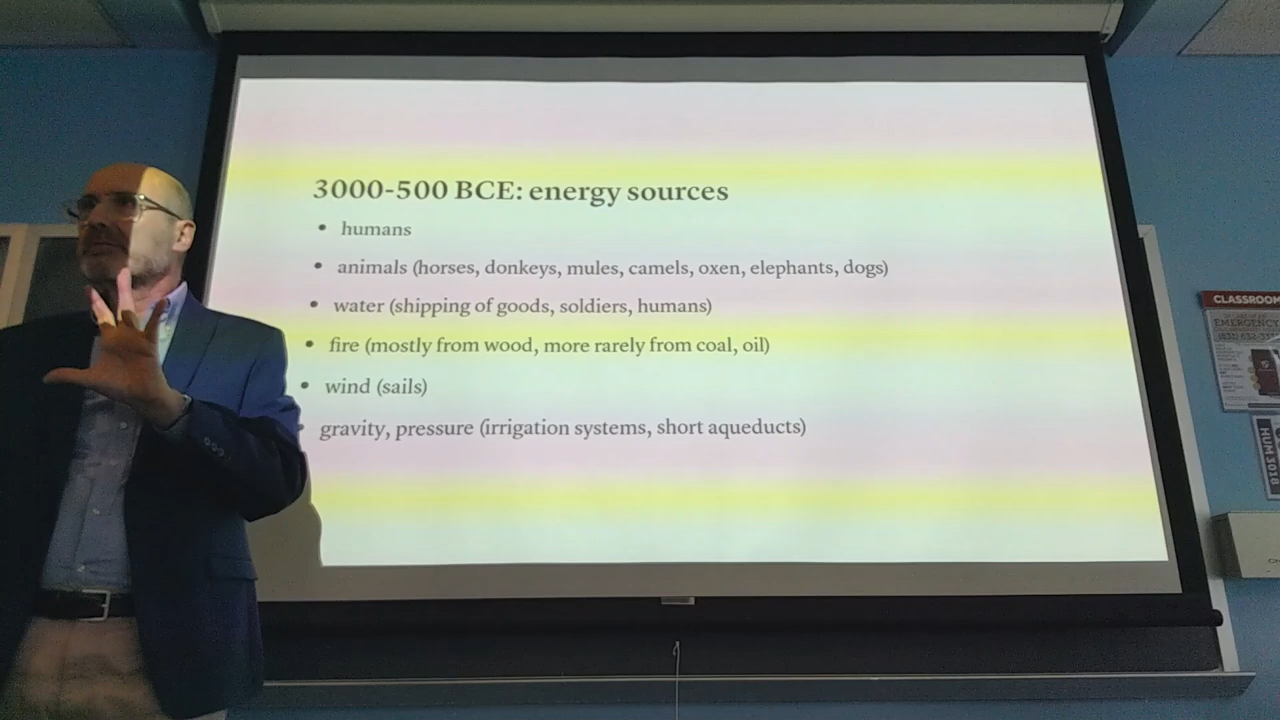 3000-500 BCE: energy sources
• humans
• animals (horses, donkeys, mules, camels, oxen, elephants, dogs)
• water (shipping of goods, soldiers, humans)
• fire (mostly from wood, more rarely from coal, oil)
• wind (sails)
• gravity, pressure (irrigation systems, short aqueducts)
CLASSROOM
EMERGENCY
HUM 3018